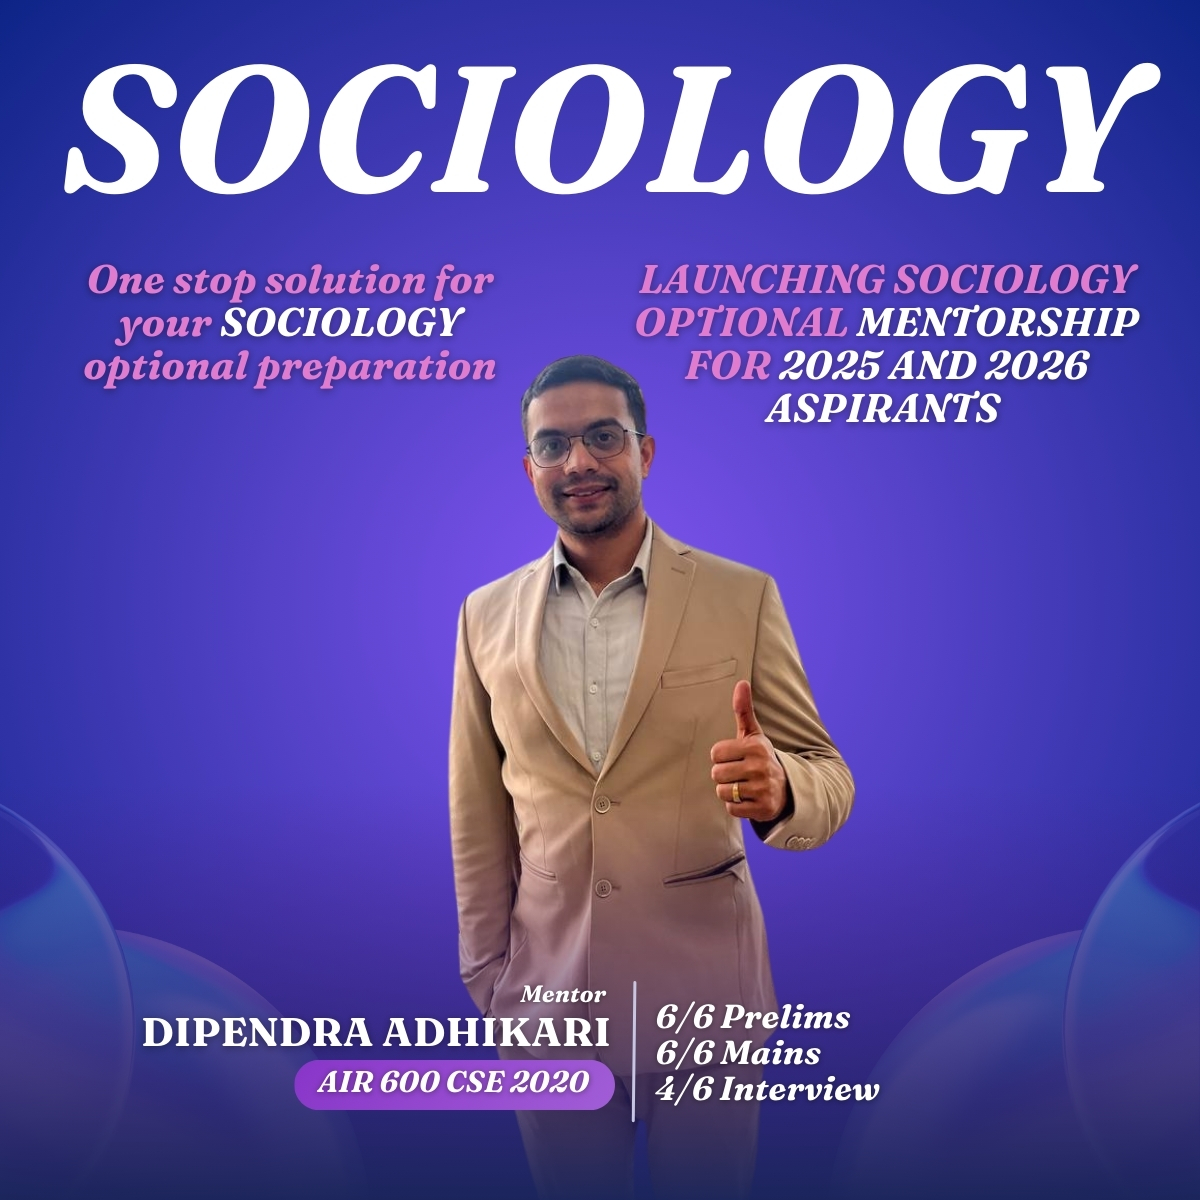 SOCIOLOGY
One stop solution for
your SOCIOLOGY
optional preparation
LAUNCHING SOCIOLOGY
OPTIONAL MENTORSHIP
FOR 2025 AND 2026
ASPIRANTS
Mentor
DIPENDRA ADHIKARI
AIR 600 CSE 2020
6/6 Prelims
6/6 Mains
4/6 Interview